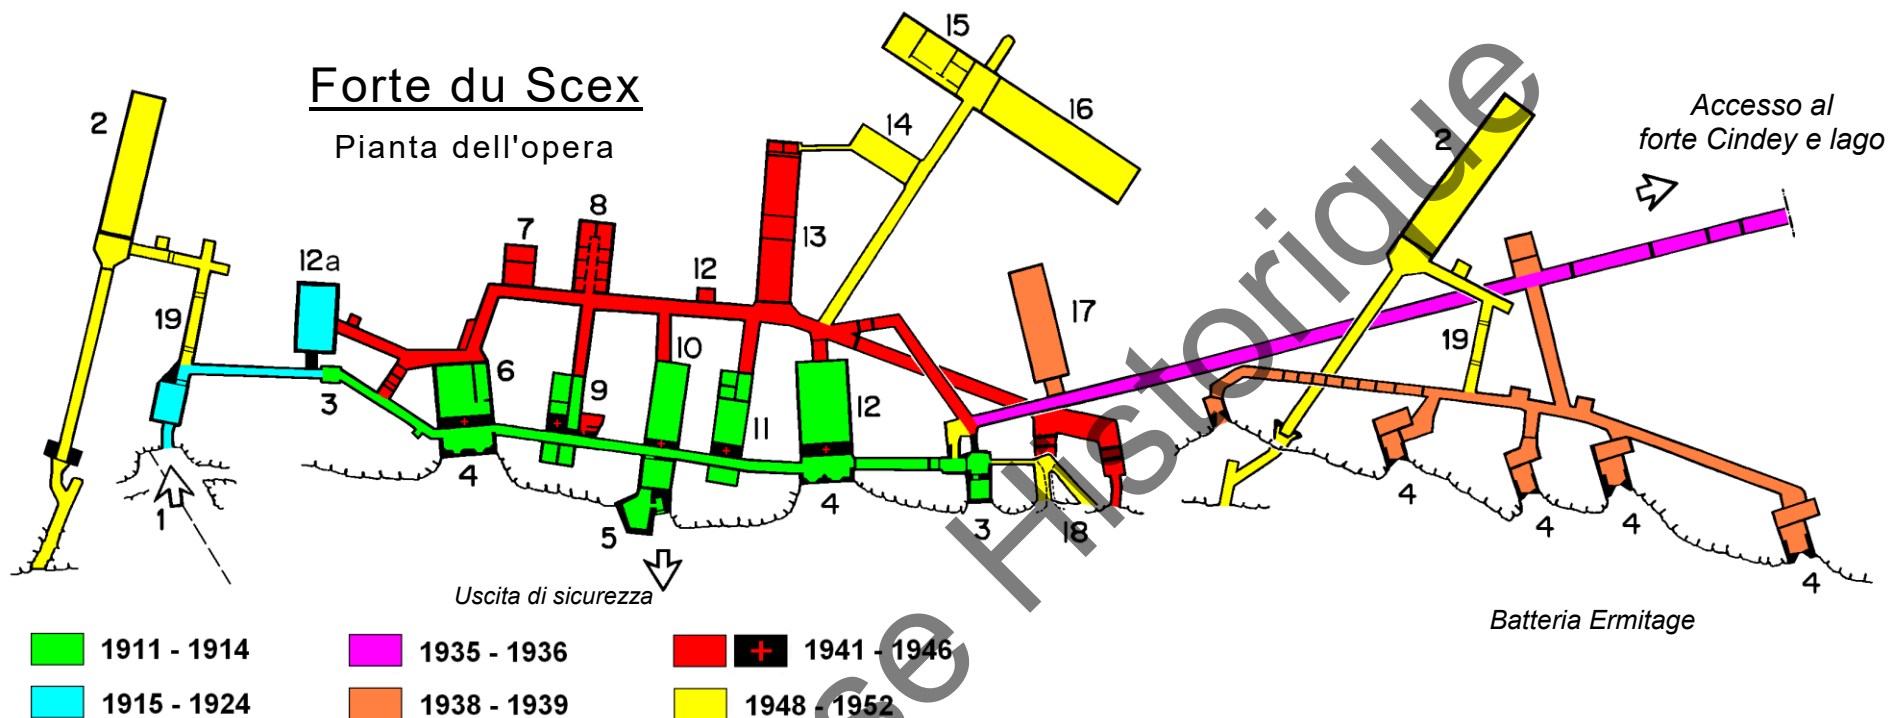 Forte du Scex
Pianta dell'opera
Accesso al
forte Cindey e lago
2
15
16
14
2
8
7
12a
12
13
17
19
19
10
6
9
3
11
12
4
4
1
5
3
18
4
4
4
4
Uscita di sicurezza
Batteria Ermitage
1911 - 1914
1935 - 1936
1941 - 1946
1915 - 1924
1938 - 1939
1948 - 1952
se Historique